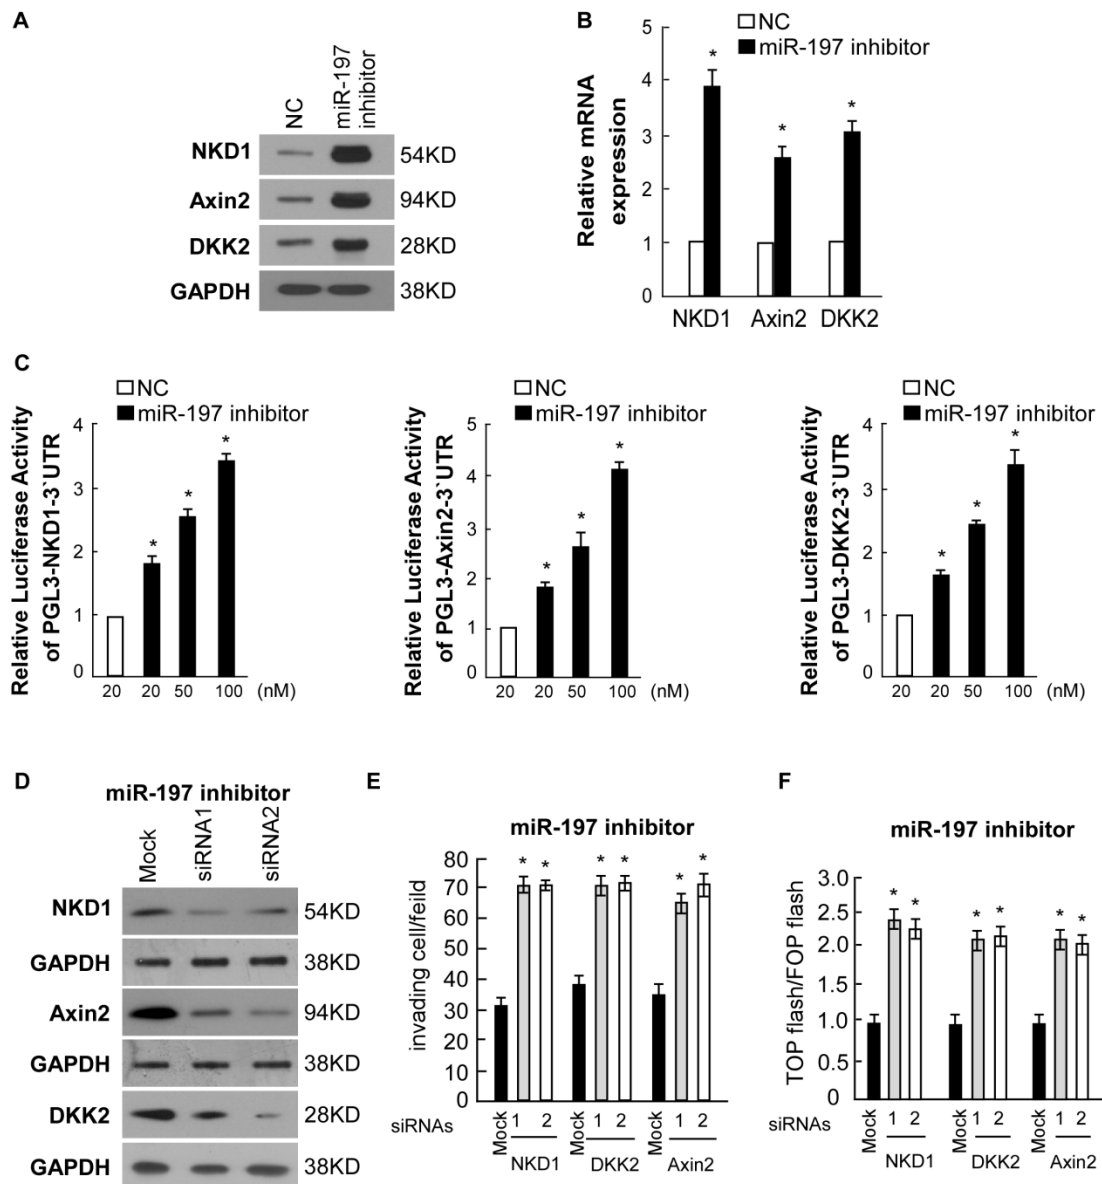 A
NC
miR-197
inhibitor
NKD1
54KD
Axin2
94KD
DKK2
28KD
GAPDH
38KD
B
NC
miR-197 inhibitor
Relative mRNA
expression
5
4
3
2
1
0
*
*
*
NKD1 Axin2 DKK2
C
NC
miR-197 inhibitor
Relative Luciferase Activity
of PGL3-NKD1-3`UTR
4
3
2
1
0
*
*
*
20 20 50 100 (nM)
NC
miR-197 inhibitor
Relative Luciferase Activity
of PGL3-Axin2-3`UTR
5
4
3
2
1
0
*
*
*
20 20 50 100 (nM)
NC
miR-197 inhibitor
Relative Luciferase Activity
of PGL3-DKK2-3`UTR
4
3
2
1
0
*
*
*
20 20 50 100 (nM)
D
miR-197 inhibitor
Mock
siRNA1
siRNA2
NKD1
54KD
GAPDH
38KD
Axin2
94KD
GAPDH
38KD
DKK2
28KD
GAPDH
38KD
E
miR-197 inhibitor
invading cell/feild
80
70
60
50
40
30
20
10
0
* * * * * *
siRNAs
Mock 1 2 Mock 1 2 Mock 1 2
NKD1 DKK2 Axin2
F
miR-197 inhibitor
TOP flash/FOP flash
3.0
2.5
2.0
1.0
0.5
0
* * * * * *
siRNAs
Mock 1 2 Mock 1 2 Mock 1 2
NKD1 DKK2 Axin2